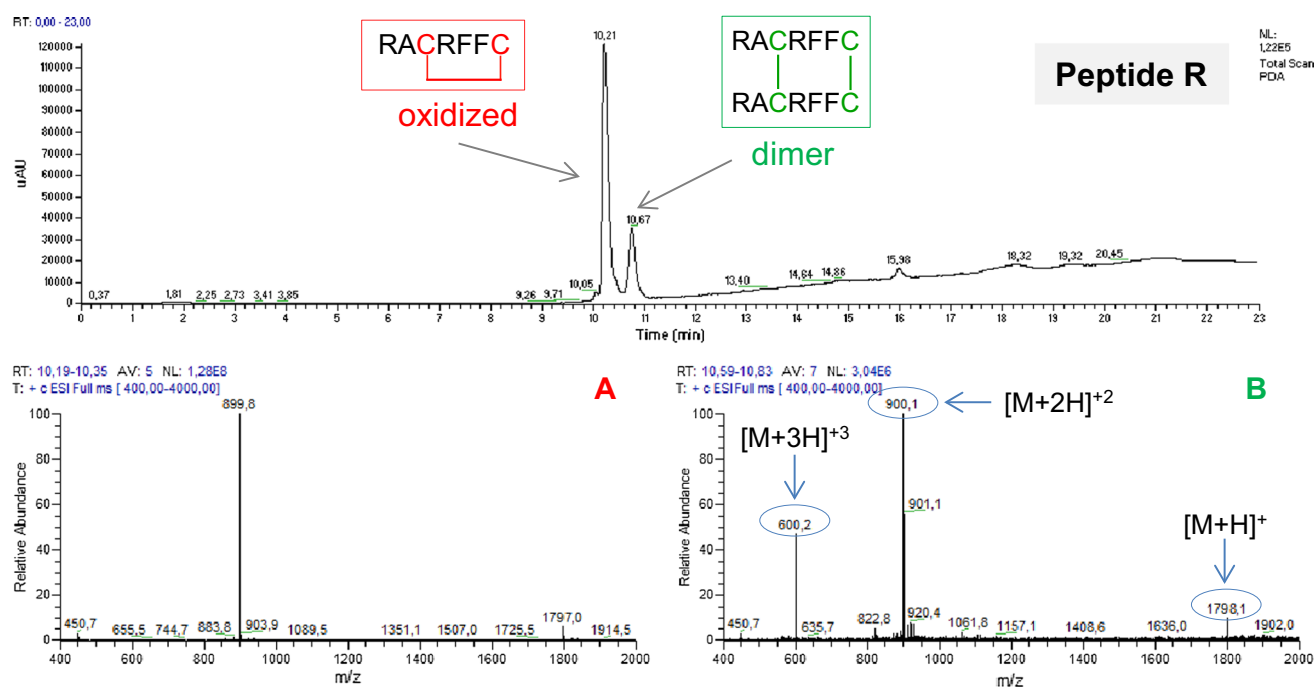 RT: 0,00 - 23,00
NL:
1,22E5
Total Scan
PDA
RACRFFC
oxidized
RACRFFC
RACRFFC
dimer
Peptide R
uAU
120000
110000
100000
90000
80000
70000
60000
50000
40000
30000
20000
10000
0
0,37
1,81
2,25
2,73
3,41
3,85
9,26
9,71
10,05
10,21
10,67
13,40
14,64
14,86
15,98
18,32
19,32
20,45
0 1 2 3 4 5 6 7 8 9 10 11 12 13 14 15 16 17 18 19 20 21 22 23
Time (min)
RT: 10,19-10,35 AV: 5 NL: 1,28E8
T: + c ESI Full ms [ 400,00-4000,00]
A
Relative Abundance
100
80
60
40
20
0
899,8
450,7
655,5
744,7
883,8
903,9
1089,5
1351,1
1507,0
1725,5
1797,0
1914,5
400 600 800 1000 1200 1400 1600 1800 2000
m/z
RT: 10,59-10,83 AV: 7 NL: 3,04E6
T: + c ESI Full ms [ 400,00-4000,00]
B
[M+2H]+2
[M+3H]+3
[M+H]+
Relative Abundance
100
80
60
40
20
0
900,1
901,1
600,2
1798,1
450,7
635,7
822,8
920,4
1061,8
1157,1
1408,6
1636,0
1902,0
400 600 800 1000 1200 1400 1600 1800 2000
m/z